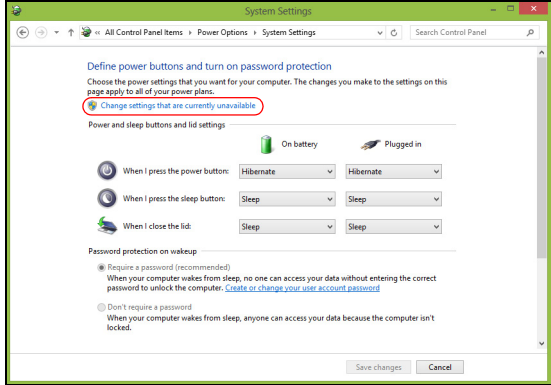 System Settings
« All Control Panel Items ▸ Power Options ▸ System Settings Search Control Panel
Define power buttons and turn on password protection
Choose the power settings that you want for your computer. The changes you make to the settings on this
page apply to all of your power plans.
Change settings that are currently unavailable
Power and sleep buttons and lid settings
On battery Plugged in
When I press the power button: Hibernate Hibernate
When I press the sleep button: Sleep Sleep
When I close the lid: Sleep Sleep
Password protection on wakeup
Require a password (recommended)
When your computer wakes from sleep, no one can access your data without entering the correct
password to unlock the computer. Create or change your user account password
Don't require a password
When your computer wakes from sleep, anyone can access your data because the computer isn't
locked.
Save changes Cancel